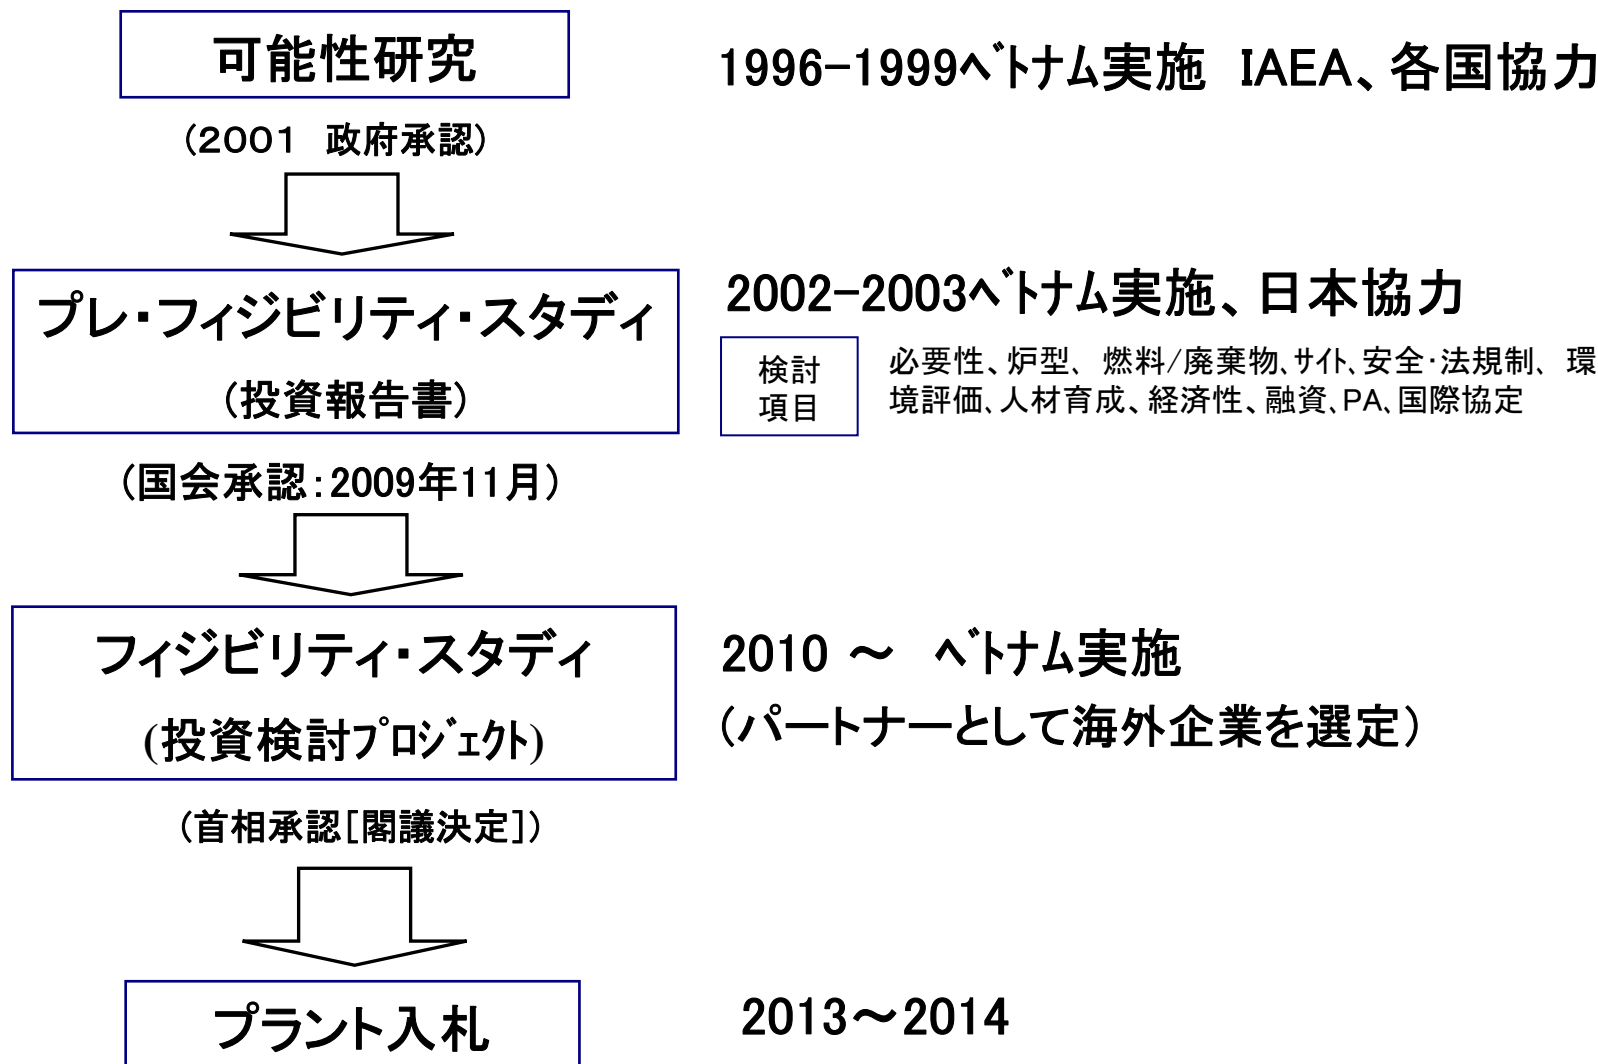 可能性研究
1996-1999ﾍﾞﾄﾅﾑ実施　IAEA、各国協力
(2001　政府承認)
プレ・フィジビリティ・スタディ
(投資報告書)
2002-2003ﾍﾞﾄﾅﾑ実施、日本協力
検討
項目
必要性、炉型、 燃料/廃棄物、ｻｲﾄ、安全・法規制、 環
境評価、人材育成、経済性、融資、PA、国際協定
(国会承認：2009年11月)
フィジビリティ・スタディ
(投資検討ﾌﾟﾛｼﾞｪｸﾄ)
2010 ～　ﾍﾞﾄﾅﾑ実施
(パートナーとして海外企業を選定)
(首相承認[閣議決定])
プラント入札
2013～2014